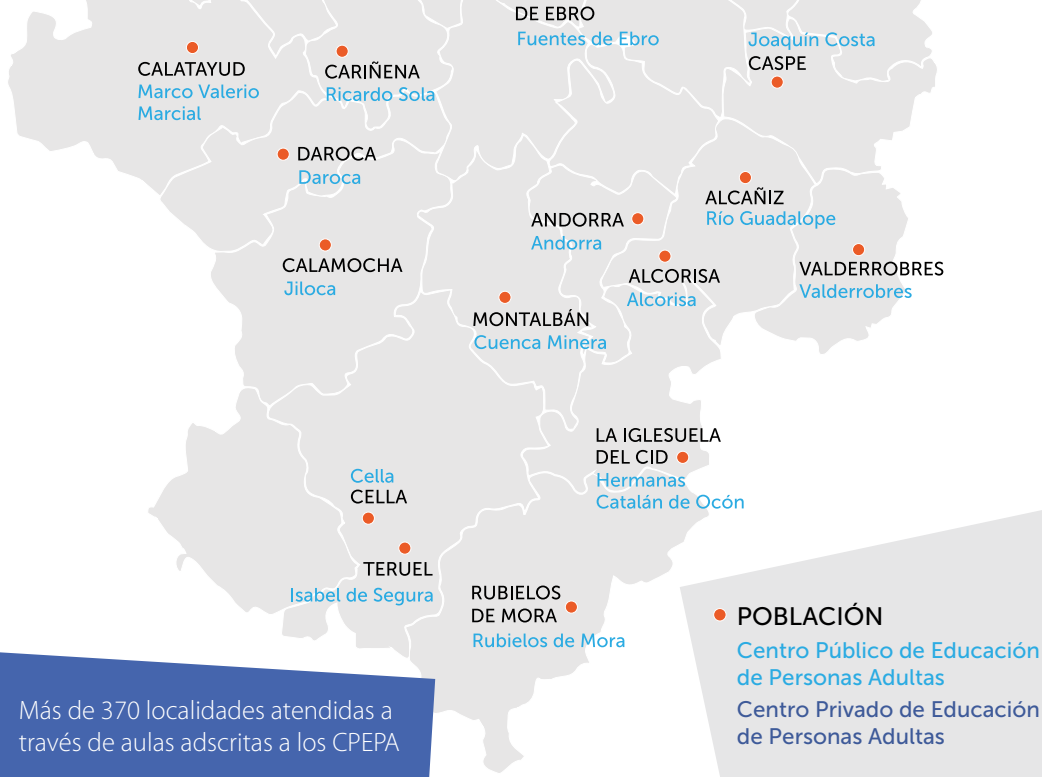 DE EBRO
Fuentes de Ebro
Joaquín Costa
CASPE
CALATAYUD
Marco Valerio
Marcial
CARIÑENA
Ricardo Sola
DAROCA
Daroca
ALCAÑIZ
Río Guadalope
ANDORRA
Andorra
CALAMOCHA
Jiloca
ALCORISA
Alcorisa
VALDERROBRES
Valderrobres
MONTALBÁN
Cuenca Minera
LA IGLESUELA
DEL CID
Hermanas
Catalán de Ocón
Cella
CELLA
TERUEL
Isabel de Segura
RUBIELOS
DE MORA
Rubielos de Mora
POBLACIÓN
Centro Público de Educación
de Personas Adultas
Centro Privado de Educación
de Personas Adultas
Más de 370 localidades atendidas a
través de aulas adscritas a los CPEPA